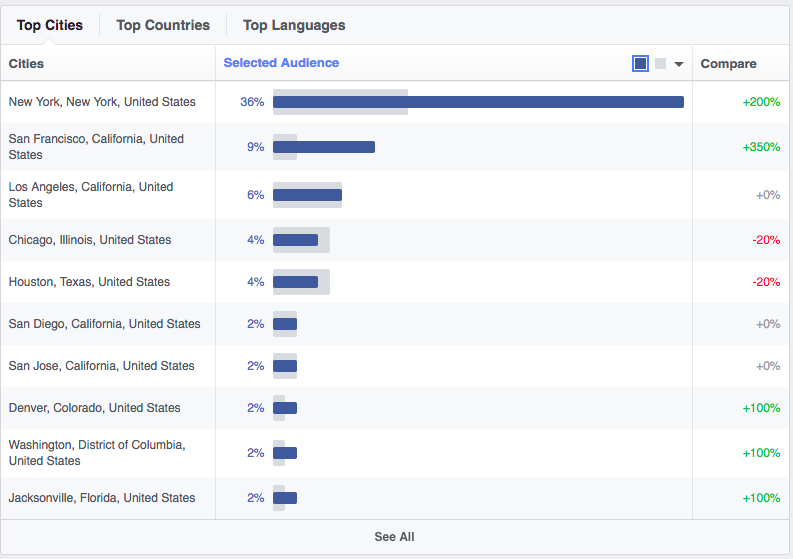 Top Cities Top Countries Top Languages
Cities Selected Audience Compare
New York, New York, United States 36% +200%
San Francisco, California, United
States 9% +350%
Los Angeles, California, United
States 6% +0%
Chicago, Illinois, United States 4% -20%
Houston, Texas, United States 4% -20%
San Diego, California, United States 2% +0%
San Jose, California, United States 2% +0%
Denver, Colorado, United States 2% +100%
Washington, District of Columbia,
United States 2% +100%
Jacksonville, Florida, United States 2% +100%
See All